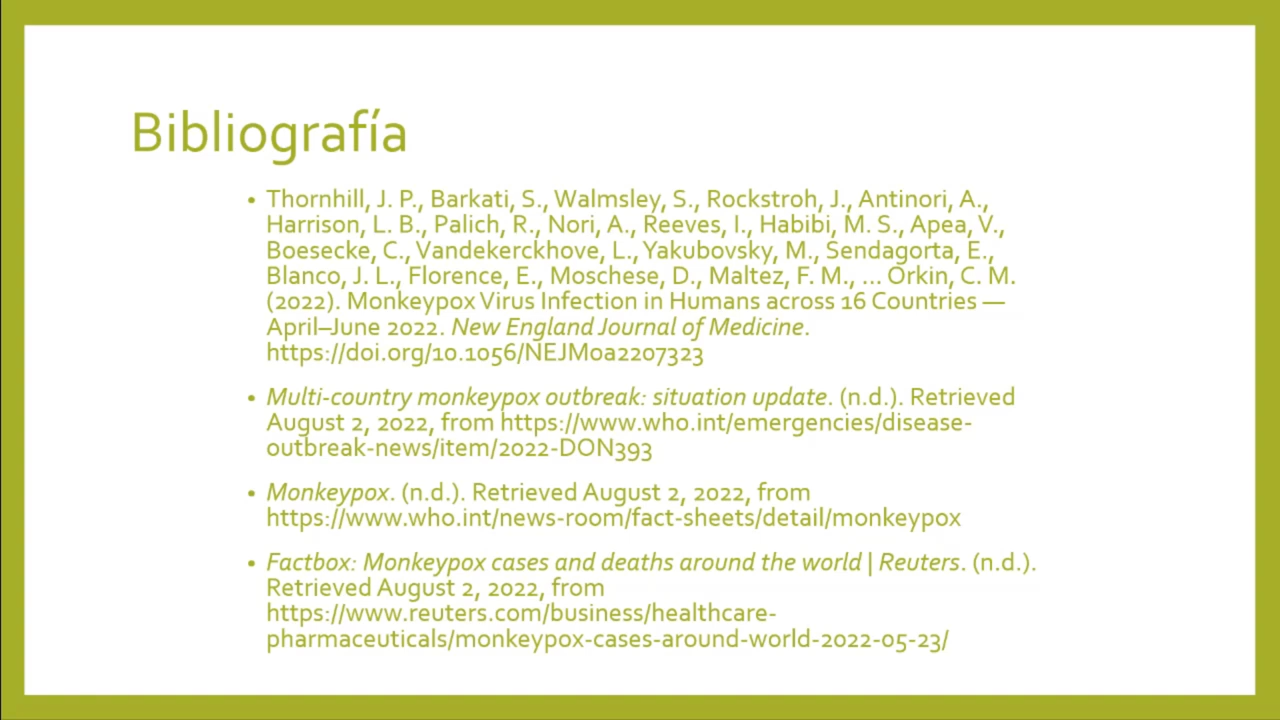 Bibliografía
• Thornhill, J. P., Barkati, S., Walmsley, S., Rockstroh, J., Antinori, A.,
Harrison, L. B., Palich, R., Nori, A., Reeves, I., Habibi, M. S., Apea, V.,
Boesecke, C., Vandekerckhove, L., Yakubovsky, M., Sendagorta, E.,
Blanco, J. L., Florence, E., Moschese, D., Maltez, F. M., … Orkin, C. M.
(2022). Monkeypox Virus Infection in Humans across 16 Countries —
April–June 2022. New England Journal of Medicine.
https://doi.org/10.1056/NEJMoa2207323
• Multi-country monkeypox outbreak: situation update. (n.d.). Retrieved
August 2, 2022, from https://www.who.int/emergencies/disease-
outbreak-news/item/2022-DON393
• Monkeypox. (n.d.). Retrieved August 2, 2022, from
https://www.who.int/news-room/fact-sheets/detail/monkeypox
• Factbox: Monkeypox cases and deaths around the world | Reuters. (n.d.).
Retrieved August 2, 2022, from
https://www.reuters.com/business/healthcare-
pharmaceuticals/monkeypox-cases-around-world-2022-05-23/